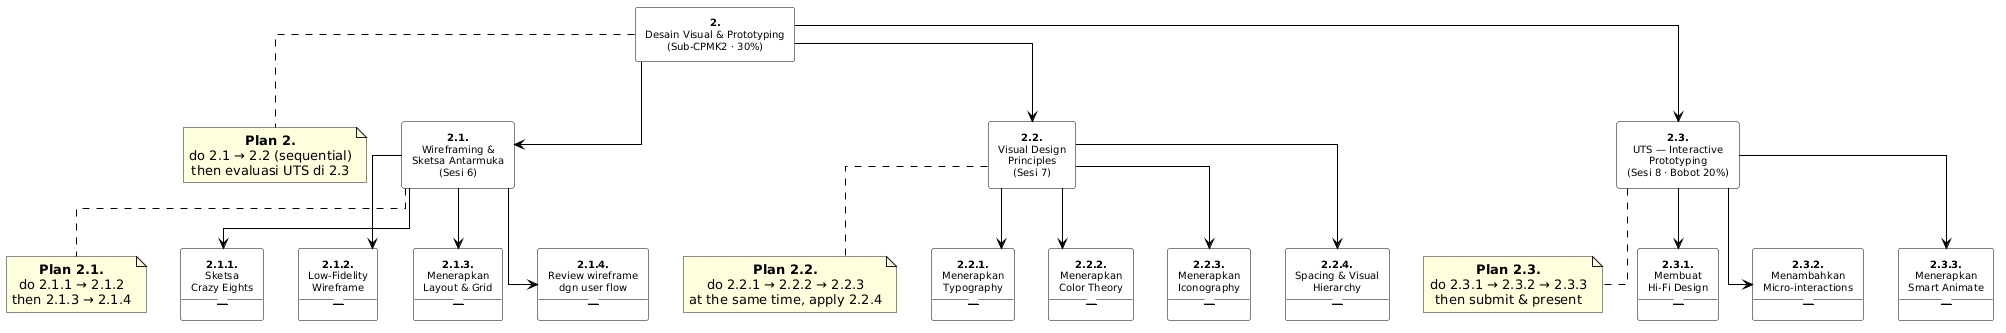 2.
Desain Visual & Prototyping
(Sub-CPMK2 · 30%)
Plan 2.
do 2.1 → 2.2 (sequential)
then evaluasi UTS di 2.3
2.1.
Wireframing &
Sketsa Antarmuka
(Sesi 6)
2.2.
Visual Design
Principles
(Sesi 7)
2.3.
UTS — Interactive
Prototyping
(Sesi 8 · Bobot 20%)
Plan 2.1.
do 2.1.1 → 2.1.2
then 2.1.3 → 2.1.4
2.1.1.
Sketsa
Crazy Eights
—
2.1.2.
Low-Fidelity
Wireframe
—
2.1.3.
Menerapkan
Layout & Grid
—
2.1.4.
Review wireframe
dgn user flow
—
Plan 2.2.
do 2.2.1 → 2.2.2 → 2.2.3
at the same time, apply 2.2.4
2.2.1.
Menerapkan
Typography
—
2.2.2.
Menerapkan
Color Theory
—
2.2.3.
Menerapkan
Iconography
—
2.2.4.
Spacing & Visual
Hierarchy
—
Plan 2.3.
do 2.3.1 → 2.3.2 → 2.3.3
then submit & present
2.3.1.
Membuat
Hi-Fi Design
—
2.3.2.
Menambahkan
Micro-interactions
—
2.3.3.
Menerapkan
Smart Animate
—